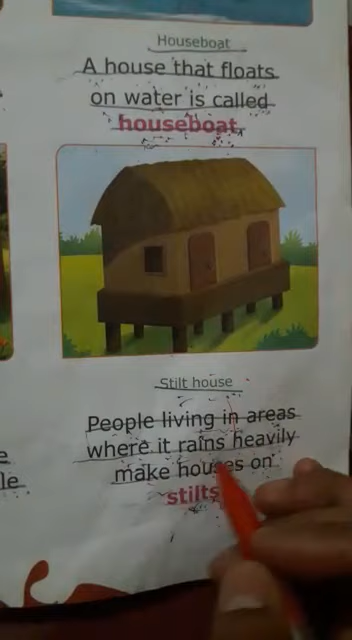 Houseboat
A house that floats
on water is called
houseboat.
Stilt house
People living in areas
where it rains heavily
make houses on
stilts
le